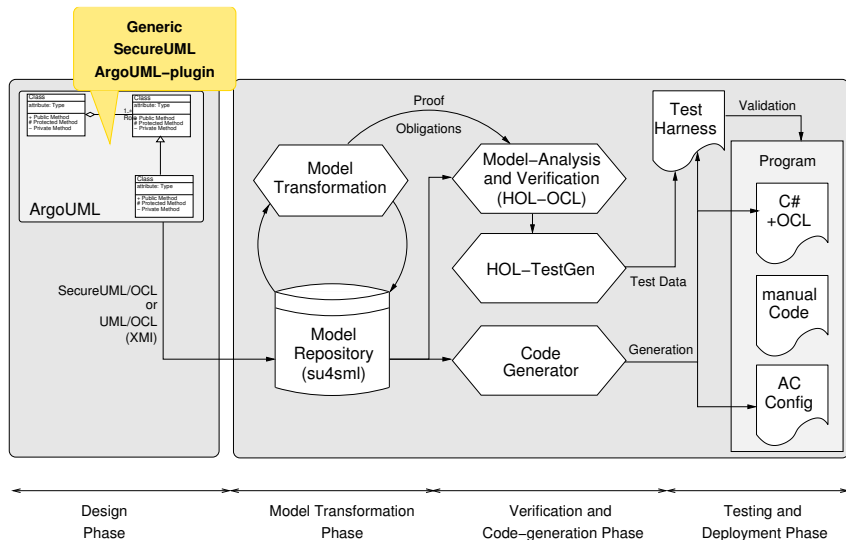 Generic
SecureUML
ArgoUML−plugin
Class
attribute: Type
+ Public Method
# Protected Method
− Private Method
1..*
Role
Class
attribute: Type
+ Public Method
# Protected Method
− Private Method
Class
attribute: Type
+ Public Method
# Protected Method
− Private Method
ArgoUML
SecureUML/OCL
or
UML/OCL
(XMI)
Proof
Obligations
Model
Transformation
Model
Repository
(su4sml)
Model−Analysis
and Verification
(HOL−OCL)
HOL−TestGen
Code
Generator
Test Data
Generation
Test
Harness
Validation
Program
C#
+OCL
manual
Code
AC
Config
Design
Phase
Model Transformation
Phase
Verification and
Code−generation Phase
Testing and
Deployment Phase